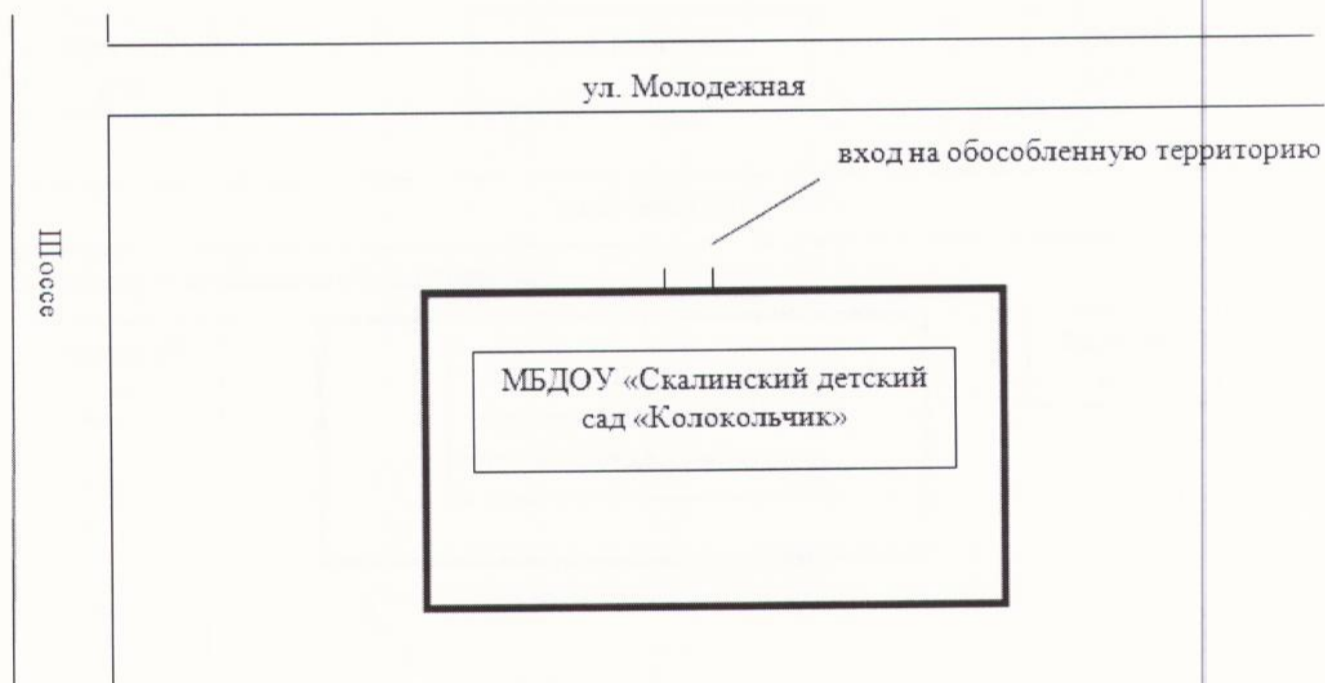 ул. Молодежная
вход на обособленную территорию
Шоссе
МБДОУ «Скалинский детский
сад «Колокольчик»